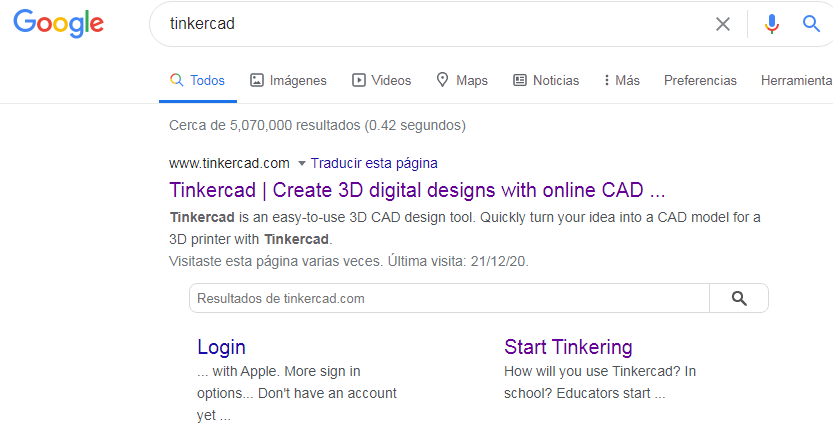 Google
tinkercad
Todos Imágenes Videos Maps Noticias Más Preferencias Herramienta
Cerca de 5,070,000 resultados (0.42 segundos)
www.tinkercad.com Traducir esta página
Tinkercad | Create 3D digital designs with online CAD ...
Tinkercad is an easy-to-use 3D CAD design tool. Quickly turn your idea into a CAD model for a
3D printer with Tinkercad.
Visitaste esta página varias veces. Última visita: 21/12/20.
Resultados de tinkercad.com
Login
... with Apple. More sign in
options... Don't have an account
yet ...
Start Tinkering
How will you use Tinkercad? In
school? Educators start ...